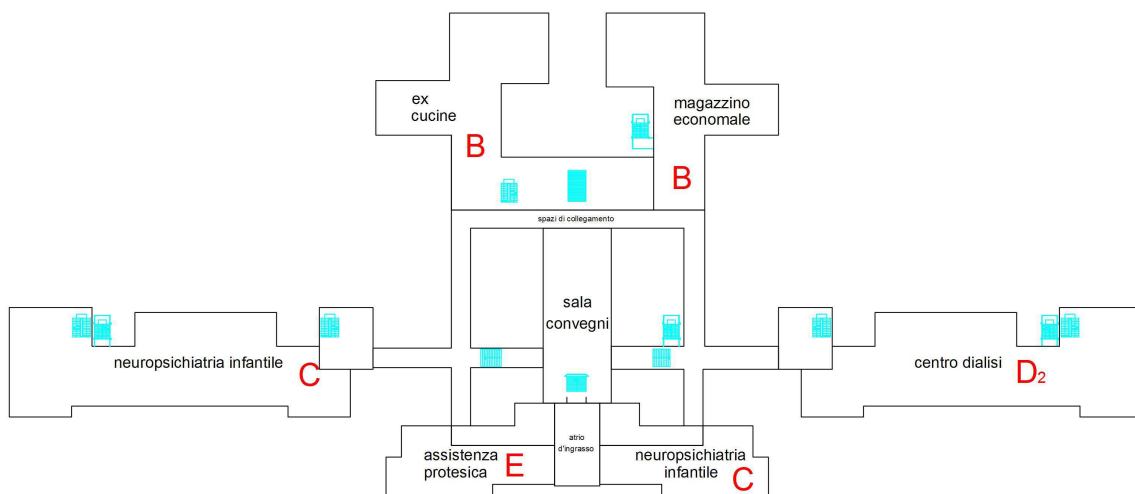 ex
cucine
B
magazzino
economale
B
spazi di collegamento
sala
convegni
neuropsichiatria infantile
C
centro dialisi
D2
atrio
d'ingrasso
assistenza
protesica
E
neuropsichiatria
infantile
C